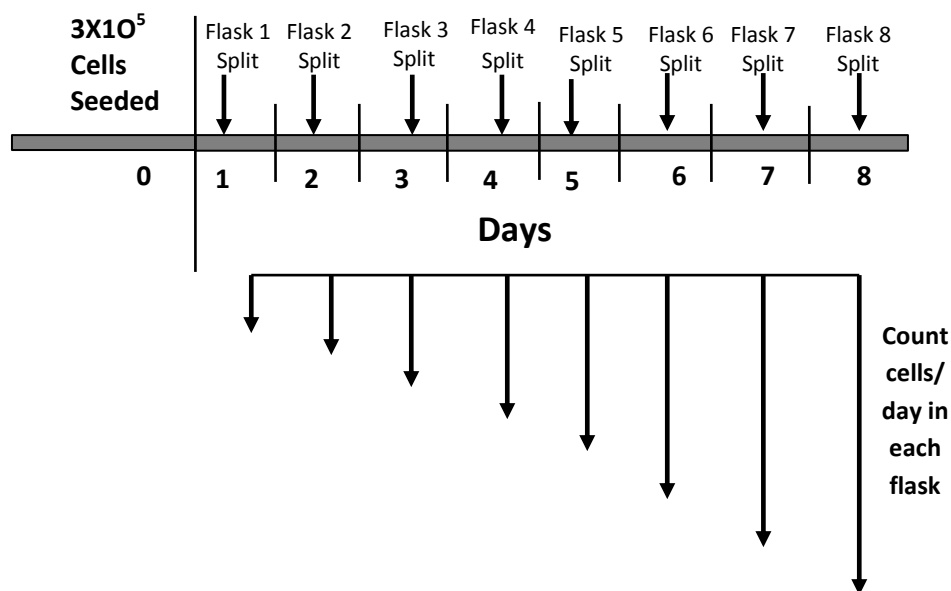 3X1O⁵
Cells
Seeded
Flask 1
Split
Flask 2
Split
Flask 3
Split
Flask 4
Split
Flask 5
Split
Flask 6
Split
Flask 7
Split
Flask 8
Split
0 1 2 3 4 5 6 7 8
Days
Count
cells/
day in
each
flask